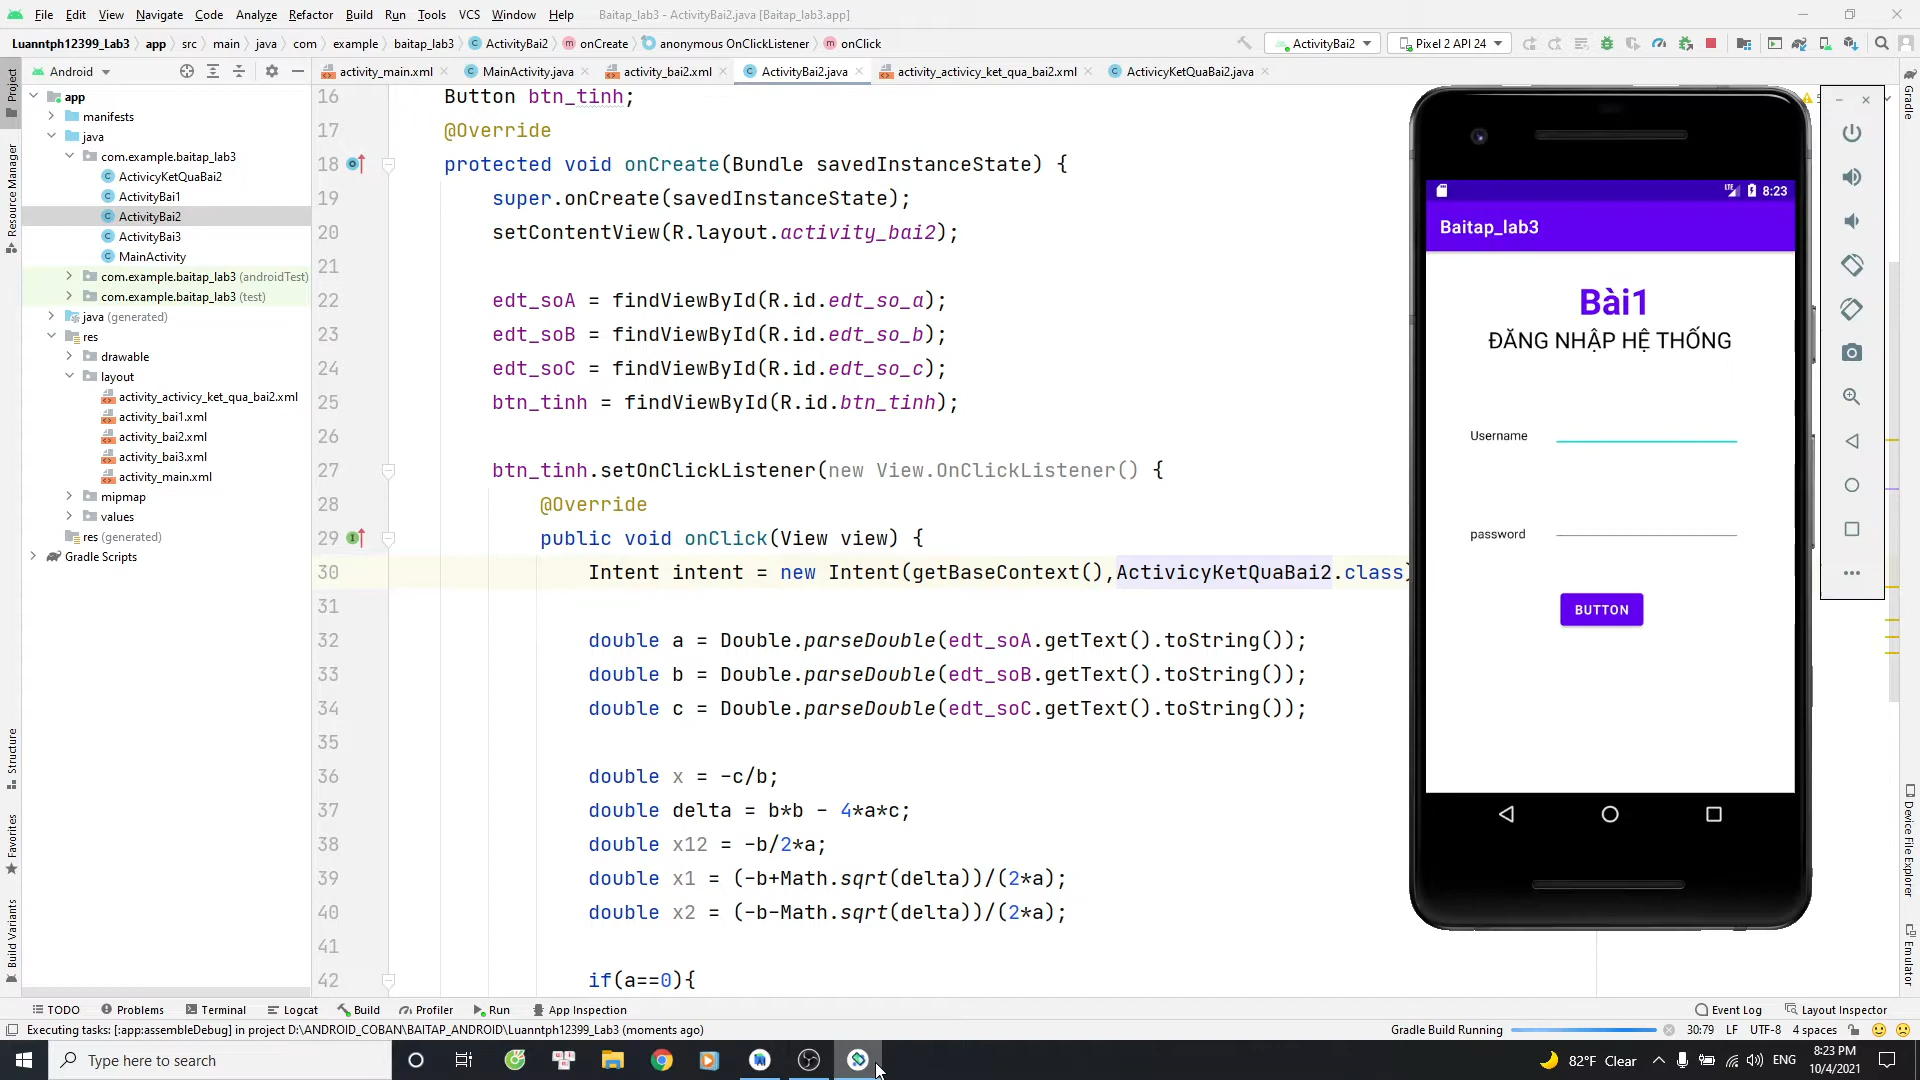 File Edit View Navigate Code Analyze Refactor Build Run Tools VCS Window Help Baitap_lab3 - ActivityBai2.java [Baitap_lab3.app]
Luanntph12399_Lab3 app src main java com example baitap_lab3 ActivityBai2 onCreate anonymous OnClickListener onClick ActivityBai2 Pixel 2 API 24
Android
activity_main.xml MainActivity.java activity_bai2.xml ActivityBai2.java activity_activicy_ket_qua_bai2.xml ActivicyKetQuaBai2.java
Project
Resource Manager
Structure
Favorites
Build Variants
app
manifests
java
com.example.baitap_lab3
ActivicyKetQuaBai2
ActivityBai1
ActivityBai2
ActivityBai3
MainActivity
com.example.baitap_lab3 (androidTest)
com.example.baitap_lab3 (test)
java (generated)
res
drawable
layout
activity_activicy_ket_qua_bai2.xml
activity_bai1.xml
activity_bai2.xml
activity_bai3.xml
activity_main.xml
mipmap
values
res (generated)
Gradle Scripts
16 Button btn_tinh;
17 @Override
18 protected void onCreate(Bundle savedInstanceState) {
19 super.onCreate(savedInstanceState);
20 setContentView(R.layout.activity_bai2);
21
22 edt_soA = findViewById(R.id.edt_so_a);
23 edt_soB = findViewById(R.id.edt_so_b);
24 edt_soC = findViewById(R.id.edt_so_c);
25 btn_tinh = findViewById(R.id.btn_tinh);
26
27 btn_tinh.setOnClickListener(new View.OnClickListener() {
28 @Override
29 public void onClick(View view) {
30 Intent intent = new Intent(getBaseContext(),ActivicyKetQuaBai2.class)
31
32 double a = Double.parseDouble(edt_soA.getText().toString());
33 double b = Double.parseDouble(edt_soB.getText().toString());
34 double c = Double.parseDouble(edt_soC.getText().toString());
35
36 double x = -c/b;
37 double delta = b*b - 4*a*c;
38 double x12 = -b/2*a;
39 double x1 = (-b+Math.sqrt(delta))/(2*a);
40 double x2 = (-b-Math.sqrt(delta))/(2*a);
41
42 if(a==0){
8:23
Baitap_lab3
Bài1
ĐĂNG NHẬP HỆ THỐNG
Username
password
BUTTON
Gradle
Device File Explorer
Emulator
TODO Problems Terminal Logcat Build Profiler Run App Inspection Event Log Layout Inspector
Executing tasks: [:app:assembleDebug] in project D:\ANDROID_COBAN\BAITAP_ANDROID\Luanntph12399_Lab3 (moments ago) Gradle Build Running 30:79 LF UTF-8 4 spaces
Type here to search 82°F Clear ENG 8:23 PM
10/4/2021